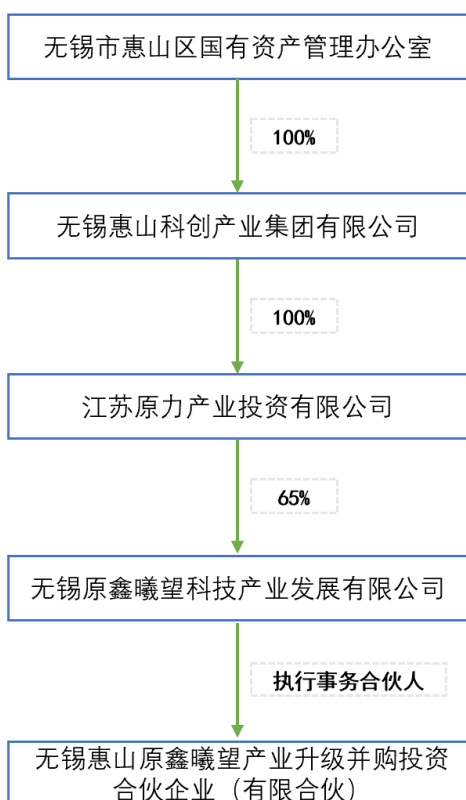 无锡市惠山区国有资产管理办公室
100%
无锡惠山科创产业集团有限公司
100%
江苏原力产业投资有限公司
65%
无锡原鑫曦望科技产业发展有限公司
执行事务合伙人
无锡惠山原鑫曦望产业升级并购投资
合伙企业（有限合伙）